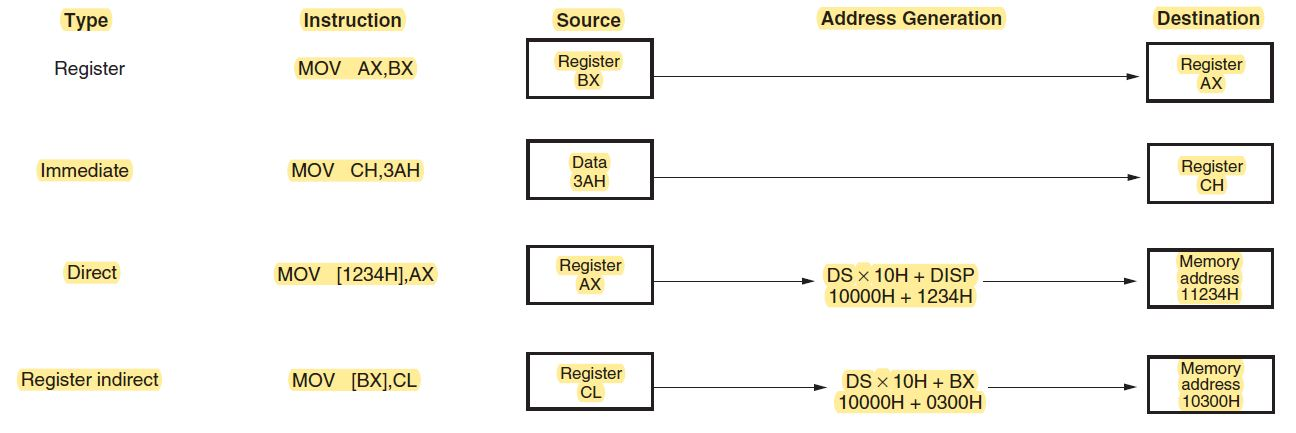 Type Instruction Source Address Generation Destination
Register MOV AX,BX Register BX Register AX
Immediate MOV CH,3AH Data 3AH Register CH
Direct MOV [1234H],AX Register AX DS × 10H + DISP 10000H + 1234H Memory address 11234H
Register indirect MOV [BX],CL Register CL DS × 10H + BX 10000H + 0300H Memory address 10300H